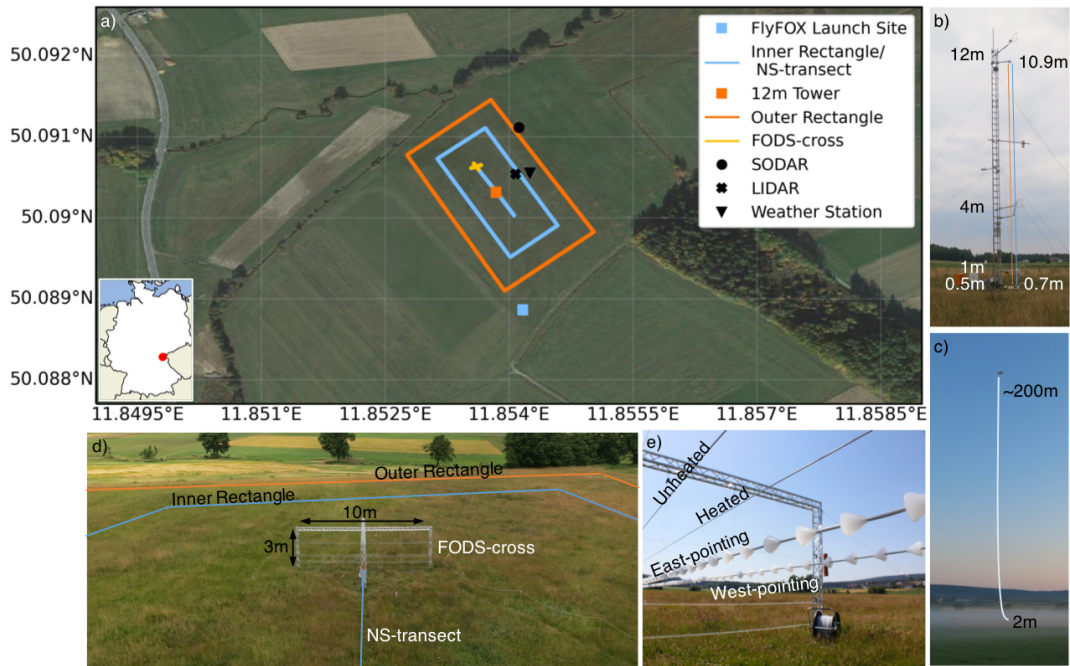 a)
50.092°N
50.091°N
50.09°N
50.089°N
50.088°N
11.8495°E
11.851°E
11.8525°E
11.854°E
11.8555°E
11.857°E
11.8585°E
FlyFOX Launch Site
Inner Rectangle/
NS-transect
12m Tower
Outer Rectangle
FODS-cross
SODAR
LIDAR
Weather Station
b)
12m
10.9m
4m
1m
0.5m
0.7m
c)
~200m
2m
d)
Outer Rectangle
Inner Rectangle
10m
3m
FODS-cross
NS-transect
e)
Unheated
Heated
East-pointing
West-pointing